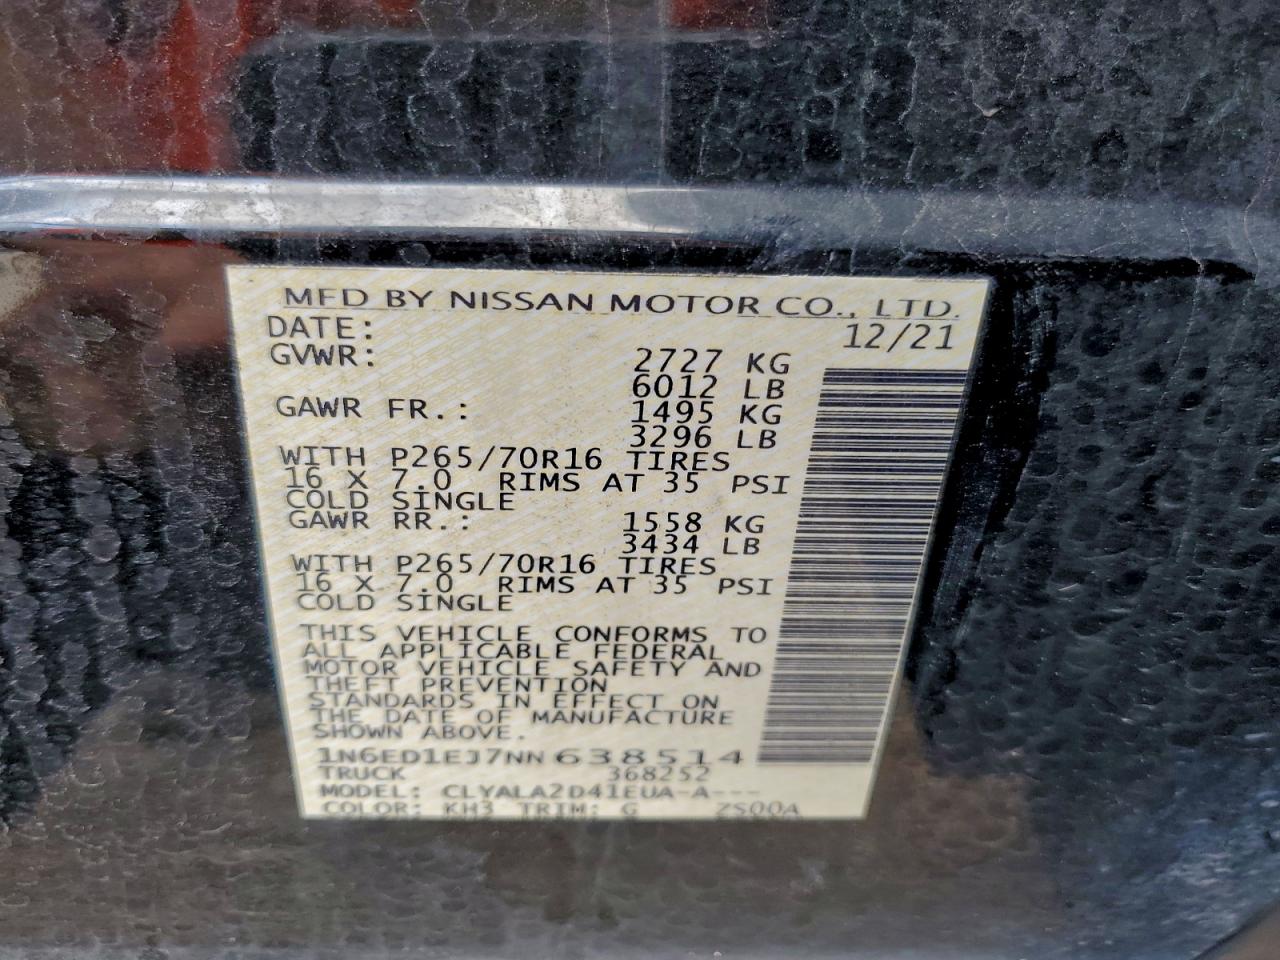 MFD BY NISSAN MOTOR CO., LTD.
DATE: 12/21
GVWR: 2727 KG
6012 LB
GAWR FR.: 1495 KG
3296 LB
WITH P265/70R16 TIRES
16 X 7.0 RIMS AT 35 PSI
COLD SINGLE
GAWR RR.: 1558 KG
3434 LB
WITH P265/70R16 TIRES
16 X 7.0 RIMS AT 35 PSI
COLD SINGLE
THIS VEHICLE CONFORMS TO
ALL APPLICABLE FEDERAL
MOTOR VEHICLE SAFETY AND
THEFT PREVENTION
STANDARDS IN EFFECT ON
THE DATE OF MANUFACTURE
SHOWN ABOVE.
1N6ED1EJ7NN638514
TRUCK 368252
MODEL: CLYALA2D41EUA-A---
COLOR: KH3 TRIM: G ZS00A